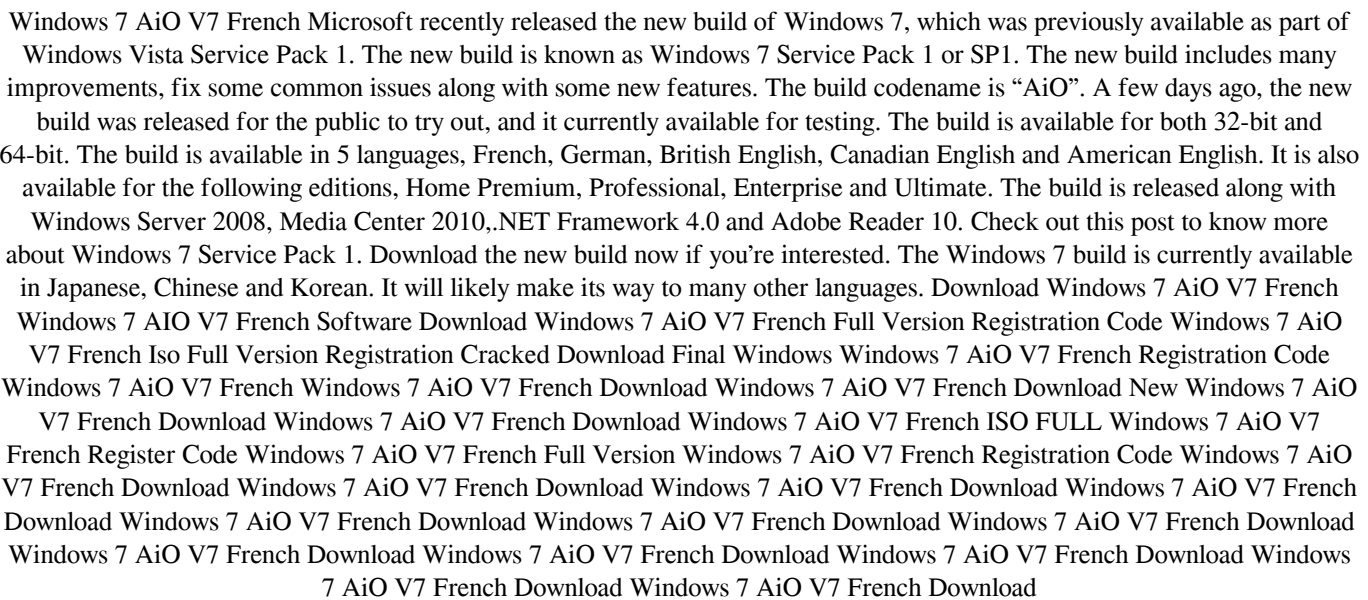 Windows 7 AiO V7 French Microsoft recently released the new build of Windows 7, which was previously available as part of
Windows Vista Service Pack 1. The new build is known as Windows 7 Service Pack 1 or SP1. The new build includes many
improvements, fix some common issues along with some new features. The build codename is “AiO”. A few days ago, the new
build was released for the public to try out, and it currently available for testing. The build is available for both 32-bit and
64-bit. The build is available in 5 languages, French, German, British English, Canadian English and American English. It is also
available for the following editions, Home Premium, Professional, Enterprise and Ultimate. The build is released along with
Windows Server 2008, Media Center 2010,.NET Framework 4.0 and Adobe Reader 10. Check out this post to know more
about Windows 7 Service Pack 1. Download the new build now if you’re interested. The Windows 7 build is currently available
in Japanese, Chinese and Korean. It will likely make its way to many other languages. Download Windows 7 AiO V7 French
Windows 7 AIO V7 French Software Download Windows 7 AiO V7 French Full Version Registration Code Windows 7 AiO
V7 French Iso Full Version Registration Cracked Download Final Windows Windows 7 AiO V7 French Registration Code
Windows 7 AiO V7 French Windows 7 AiO V7 French Download Windows 7 AiO V7 French Download New Windows 7 AiO
V7 French Download Windows 7 AiO V7 French Download Windows 7 AiO V7 French ISO FULL Windows 7 AiO V7
French Register Code Windows 7 AiO V7 French Full Version Windows 7 AiO V7 French Registration Code Windows 7 AiO
V7 French Download Windows 7 AiO V7 French Download Windows 7 AiO V7 French Download Windows 7 AiO V7 French
Download Windows 7 AiO V7 French Download Windows 7 AiO V7 French Download Windows 7 AiO V7 French Download
Windows 7 AiO V7 French Download Windows 7 AiO V7 French Download Windows 7 AiO V7 French Download Windows
7 AiO V7 French Download Windows 7 AiO V7 French Download